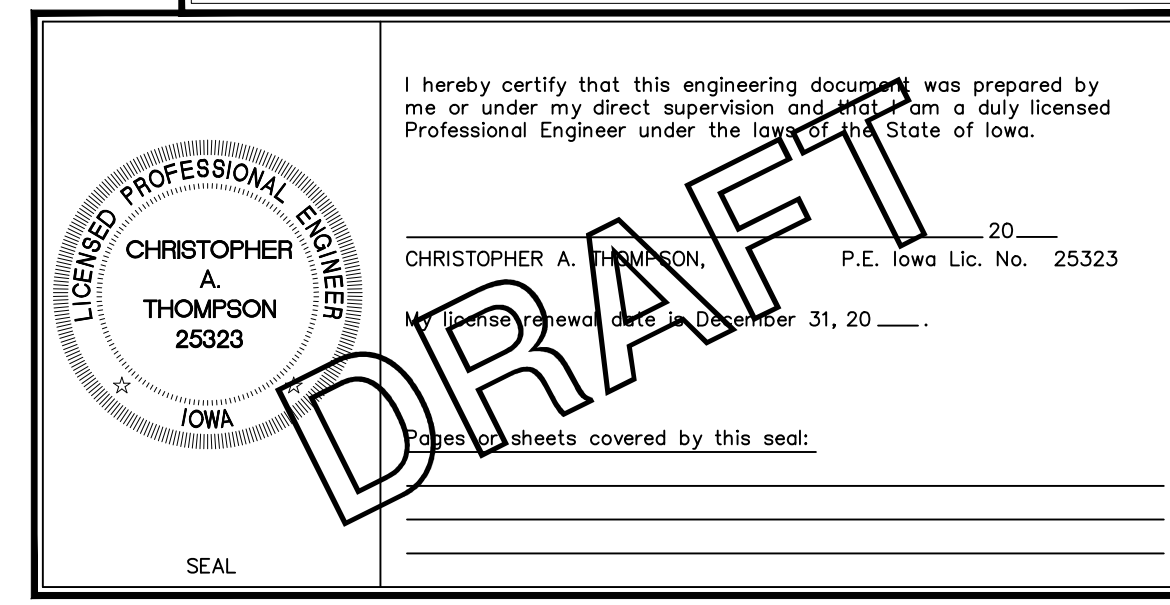 LICENSED PROFESSIONAL ENGINEER
CHRISTOPHER
A.
THOMPSON
25323
IOWA
SEAL
I hereby certify that this engineering document was prepared by
me or under my direct supervision and that I am a duly licensed
Professional Engineer under the laws of the State of Iowa.
20
CHRISTOPHER A. THOMPSON, P.E. Iowa Lic. No. 25323
My license renewal date is December 31, 20 .
Pages or sheets covered by this seal:
DRAFT